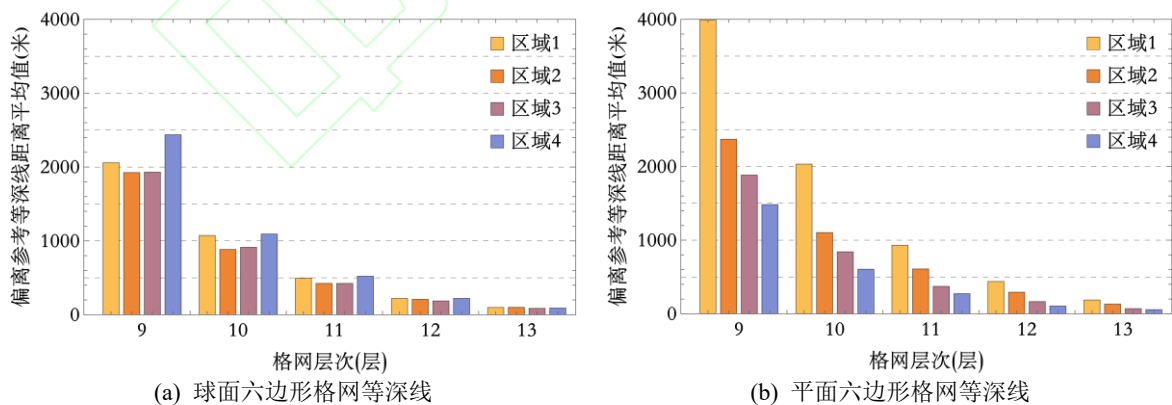 偏离参考等深线距离平均值(米)
4000
3000
2000
1000
0
区域1
区域2
区域3
区域4
9 10 11 12 13
格网层次(层)
(a) 球面六边形格网等深线
偏离参考等深线距离平均值(米)
4000
3000
2000
1000
0
区域1
区域2
区域3
区域4
9 10 11 12 13
格网层次(层)
(b) 平面六边形格网等深线